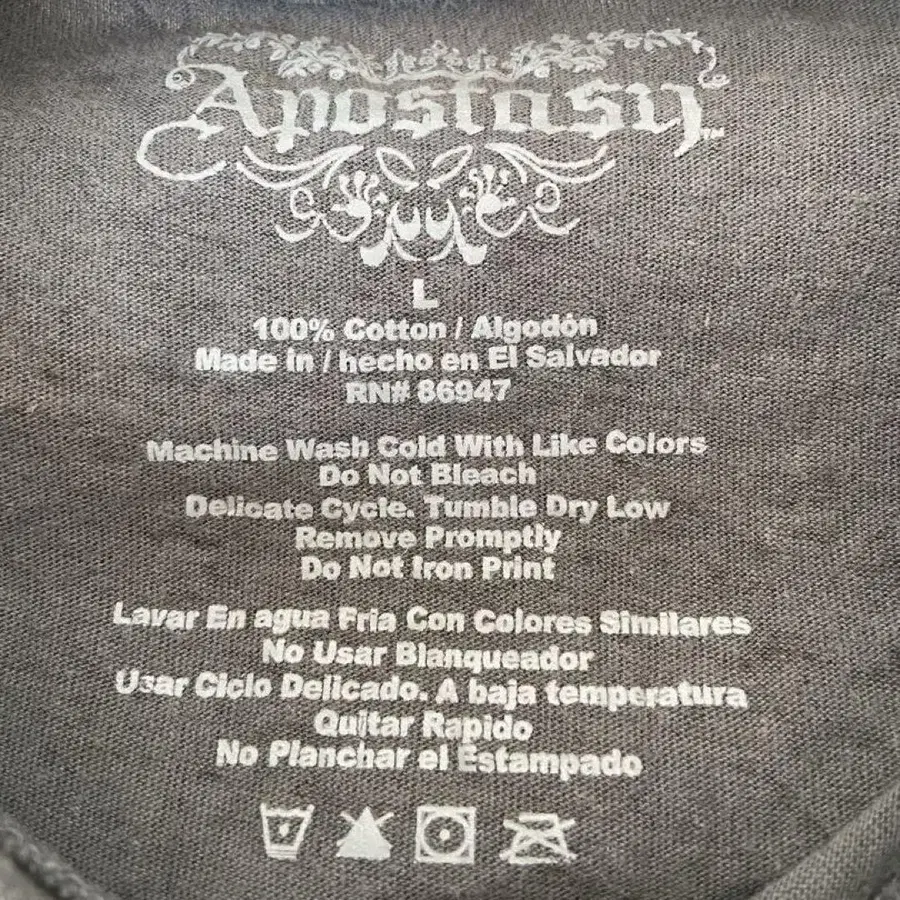 Apostasy™
L
100% Cotton / Algodón
Made in / hecho en El Salvador
RN# 86947
Machine Wash Cold With Like Colors
Do Not Bleach
Delicate Cycle. Tumble Dry Low
Remove Promptly
Do Not Iron Print
Lavar En agua Fria Con Colores Similares
No Usar Blanqueador
Usar Ciclo Delicado. A baja temperatura
Quitar Rapido
No Planchar el Estampado